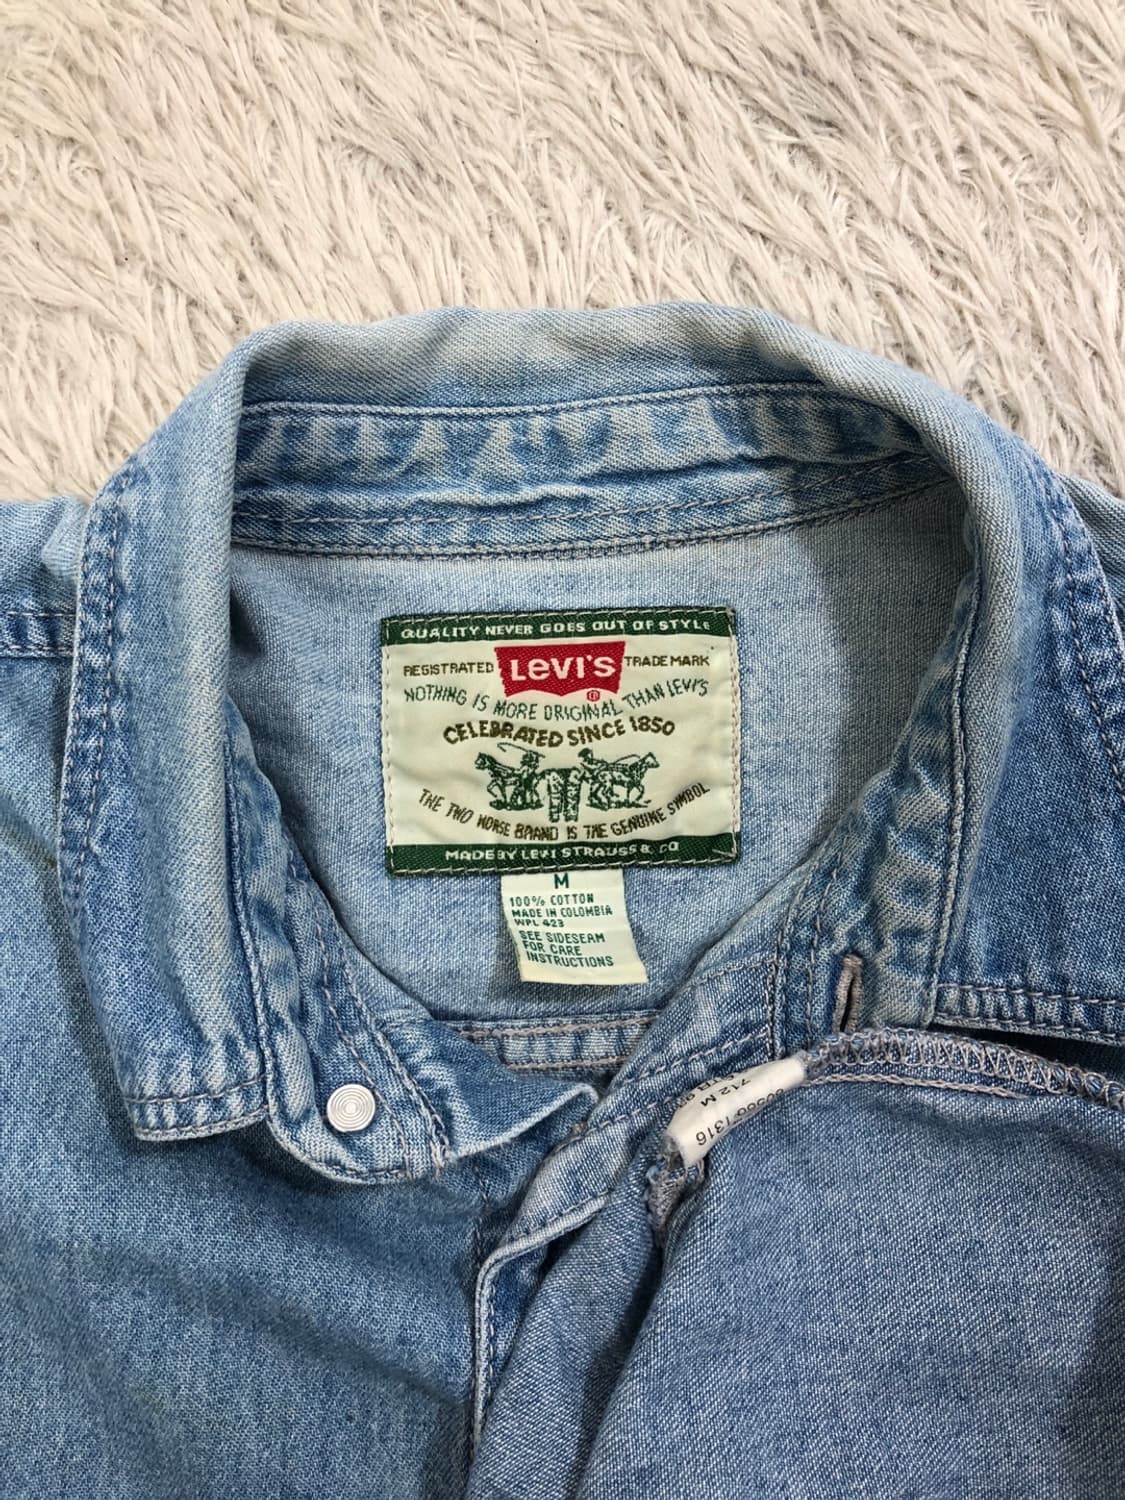 QUALITY NEVER GOES OUT OF STYLE
REGISTRATED LEVI'S TRADE MARK
NOTHING IS MORE ORIGINAL THAN LEVI'S
CELEBRATED SINCE 1850
THE TWO HORSE BRAND IS THE GENUINE SYMBOL
MADE BY LEVI STRAUSS & CO
M
100% COTTON
MADE IN COLOMBIA
WPL 423
SEE SIDESEAM
FOR CARE
INSTRUCTIONS
712 M
1316